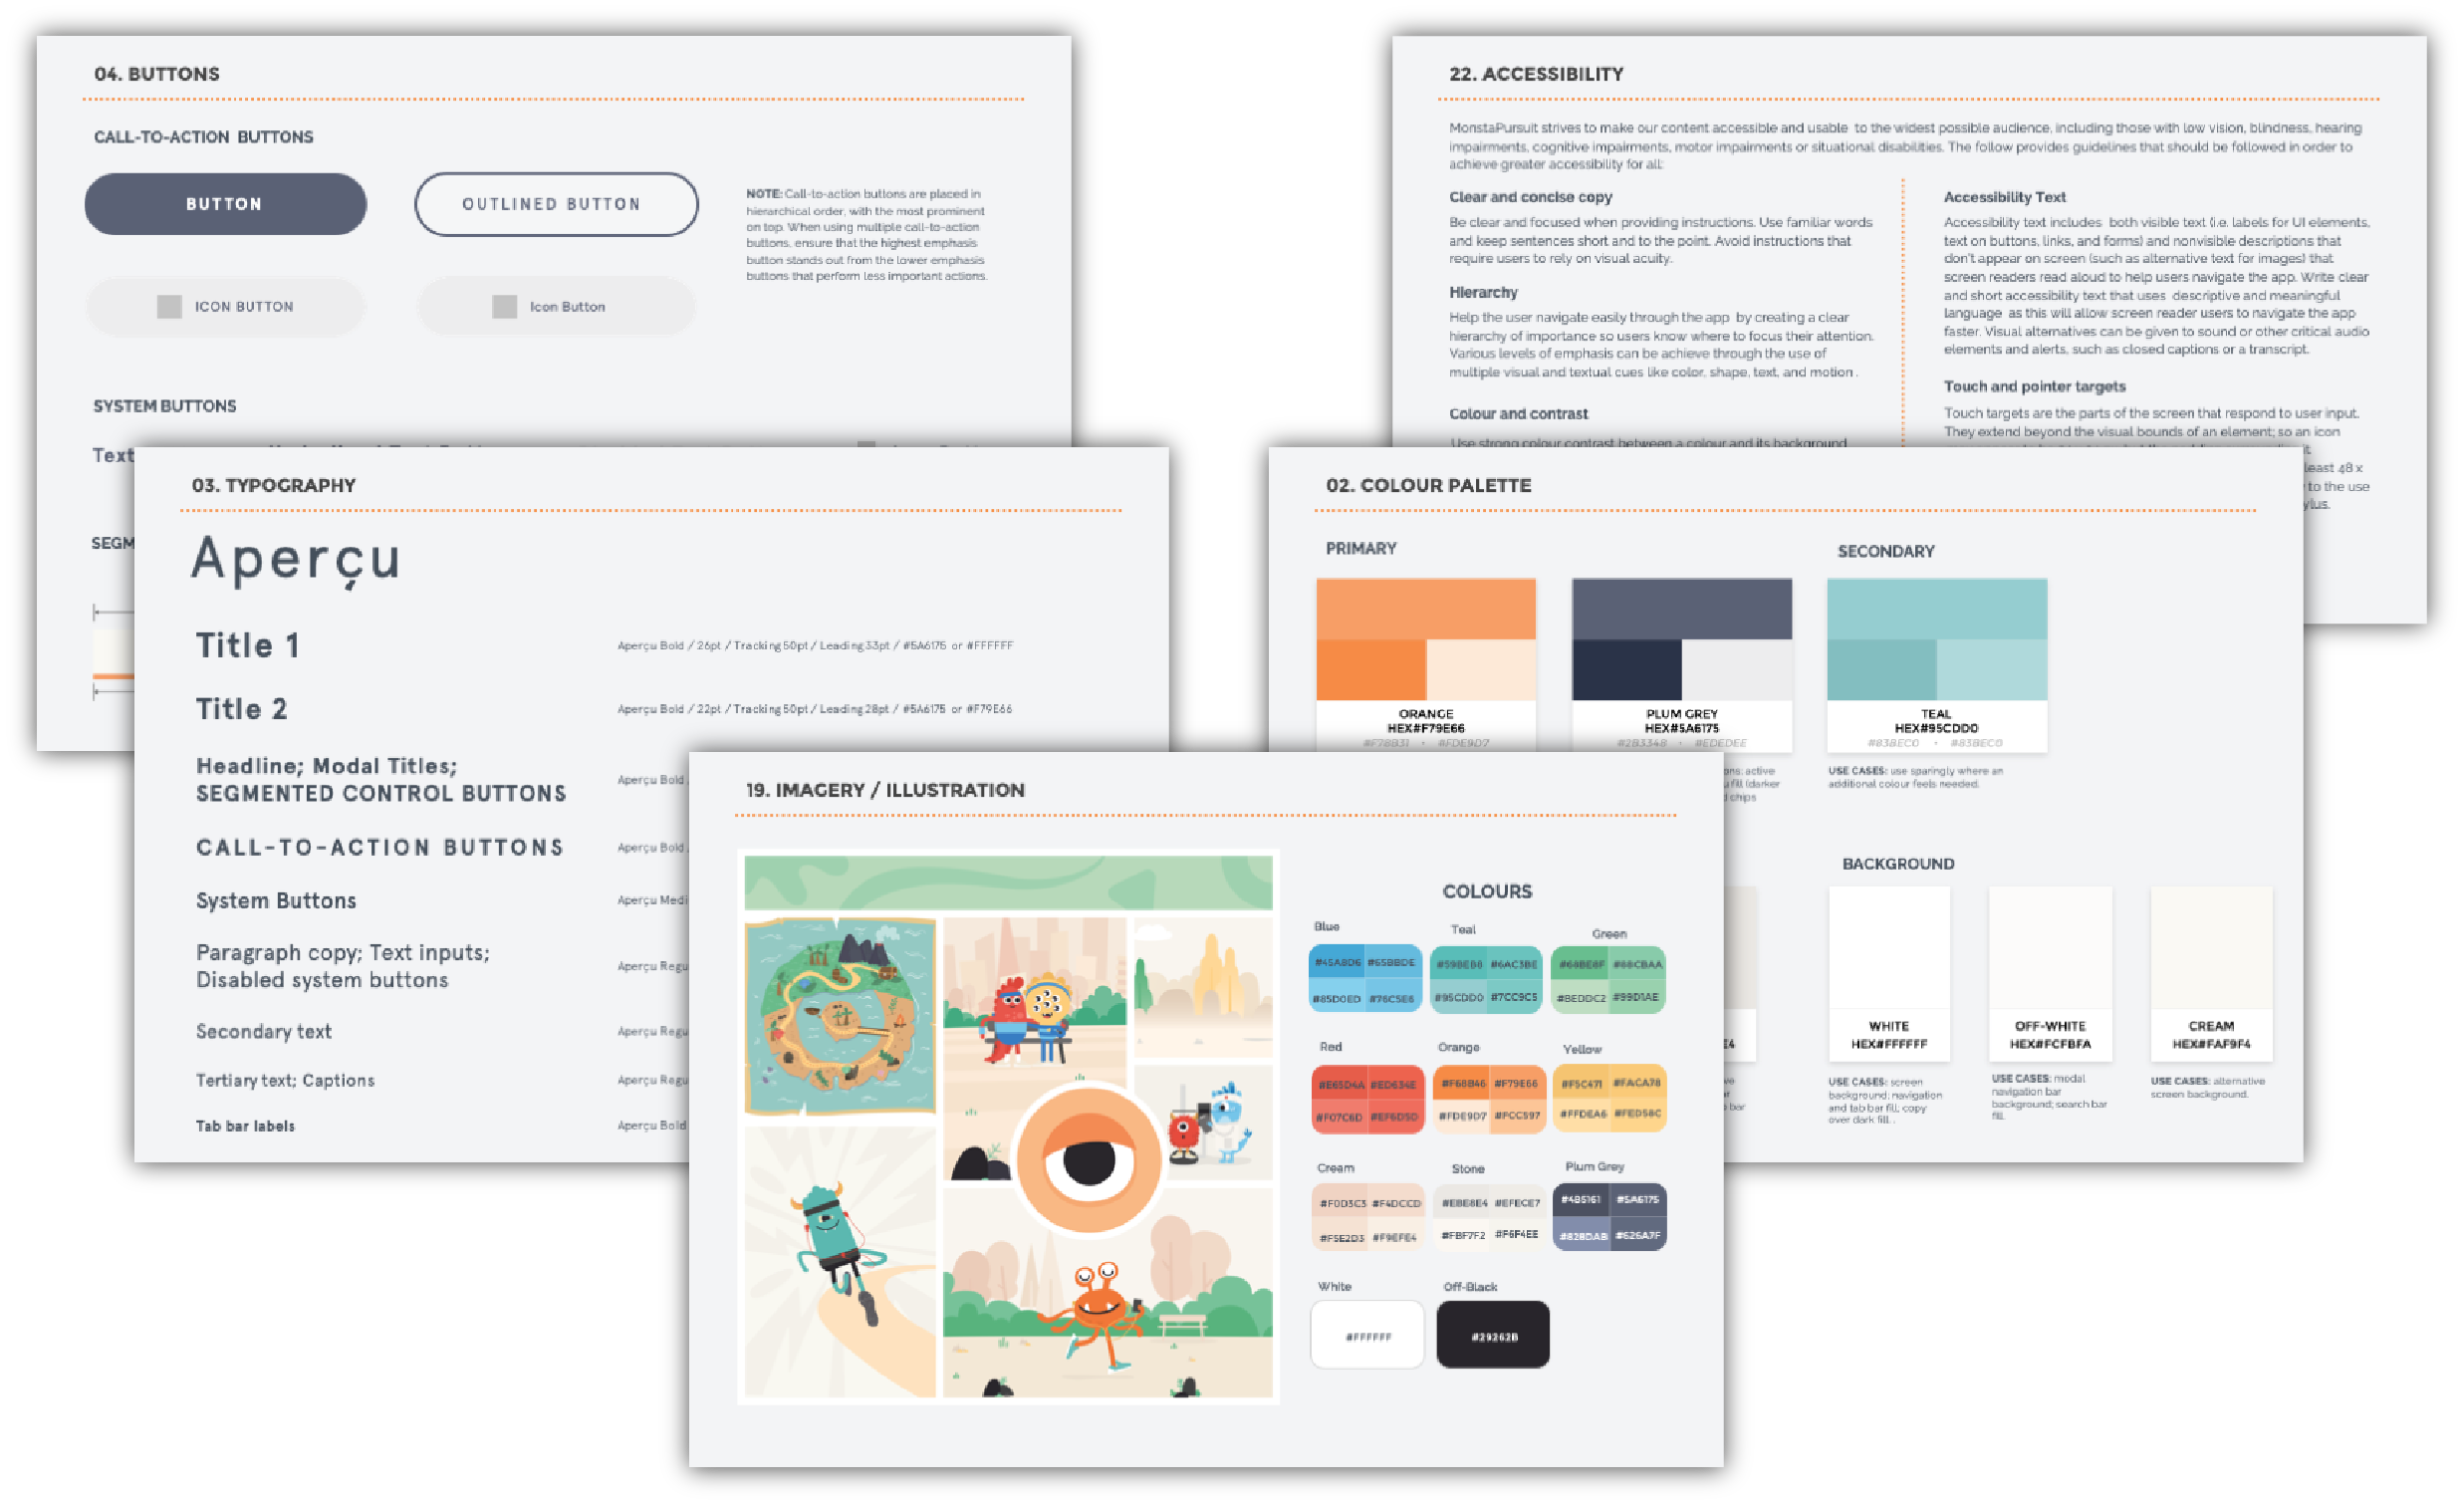 04. BUTTONS
CALL-TO-ACTION BUTTONS
BUTTON
OUTLINED BUTTON
NOTE: Call-to-action buttons are placed in
hierarchical order, with the most prominent
on top. When using multiple call-to-action
buttons, ensure that the highest emphasis
button stands out from the lower emphasis
buttons that perform less important actions.
ICON BUTTON
Icon Button
SYSTEM BUTTONS
Text
SEGM
22. ACCESSIBILITY
MonstaPursuit strives to make our content accessible and usable to the widest possible audience, including those with low vision, blindness, hearing
impairments, cognitive impairments, motor impairments or situational disabilities. The follow provides guidelines that should be followed in order to
achieve greater accessibility for all:
Clear and concise copy
Be clear and focused when providing instructions. Use familiar words
and keep sentences short and to the point. Avoid instructions that
require users to rely on visual acuity.
Hierarchy
Help the user navigate easily through the app by creating a clear
hierarchy of importance so users know where to focus their attention.
Various levels of emphasis can be achieve through the use of
multiple visual and textual cues like color, shape, text, and motion .
Colour and contrast
Use strong colour contrast between a colour and its background
Accessibility Text
Accessibility text includes both visible text (i.e. labels for UI elements,
text on buttons, links, and forms) and nonvisible descriptions that
don't appear on screen (such as alternative text for images) that
screen readers read aloud to help users navigate the app. Write clear
and short accessibility text that uses descriptive and meaningful
language as this will allow screen reader users to navigate the app
faster. Visual alternatives can be given to sound or other critical audio
elements and alerts, such as closed captions or a transcript.
Touch and pointer targets
Touch targets are the parts of the screen that respond to user input.
They extend beyond the visual bounds of an element; so an icon
least 48 x
to the use
ylus.
03. TYPOGRAPHY
Aperçu
Title 1
Aperçu Bold / 26pt / Tracking 50pt / Leading 33pt / #5A6175 or #FFFFFF
Title 2
Aperçu Bold / 22pt / Tracking 50pt / Leading 28pt / #5A6175 or #F79E66
Headline; Modal Titles;
SEGMENTED CONTROL BUTTONS
Aperçu Bold
CALL-TO-ACTION BUTTONS
Aperçu Bold
System Buttons
Aperçu Medi
Paragraph copy; Text inputs;
Disabled system buttons
Aperçu Regu
Secondary text
Aperçu Regu
Tertiary text; Captions
Aperçu Regu
Tab bar labels
Aperçu Bold
02. COLOUR PALETTE
PRIMARY
SECONDARY
ORANGE
HEX#F79E66
#F78B31 • #FDE9D7
PLUM GREY
HEX#5A6175
#2B3348 • #EDEDEE
TEAL
HEX#95CDD0
#83BEC0 • #83BEC0
ons; active
u fill (darker
d chips
USE CASES: use sparingly where an
additional colour feels needed.
BACKGROUND
E4
bar
WHITE
HEX#FFFFFF
USE CASES: screen
background; navigation
and tab bar fill; copy
over dark fill. .
OFF-WHITE
HEX#FCFBFA
USE CASES: modal
navigation bar
background; search bar
fill.
CREAM
HEX#FAF9F4
USE CASES: alternative
screen background.
19. IMAGERY / ILLUSTRATION
COLOURS
Blue
#45A8D6 #65BBDE
#85D0ED #76C5E6
Teal
#59BEB8 #6AC3BE
#95CDD0 #7CC9C5
Green
#68BE8F #88CBAA
#BEDDC2 #99D1AE
Red
#E65D4A #ED634E
#F07C6D #EF6D5D
Orange
#F68B46 #F79E66
#FDE9D7 #FCC597
Yellow
#F5C471 #FACA78
#FFDEA6 #FED58C
Cream
#F0D3C3 #F4DCCD
#F5E2D3 #F9EFE4
Stone
#EBE8E4 #EFECE7
#FBF7F2 #F6F4EE
Plum Grey
#4B5161 #5A6175
#828DAB #626A7F
White
#FFFFFF
Off-Black
#29262B